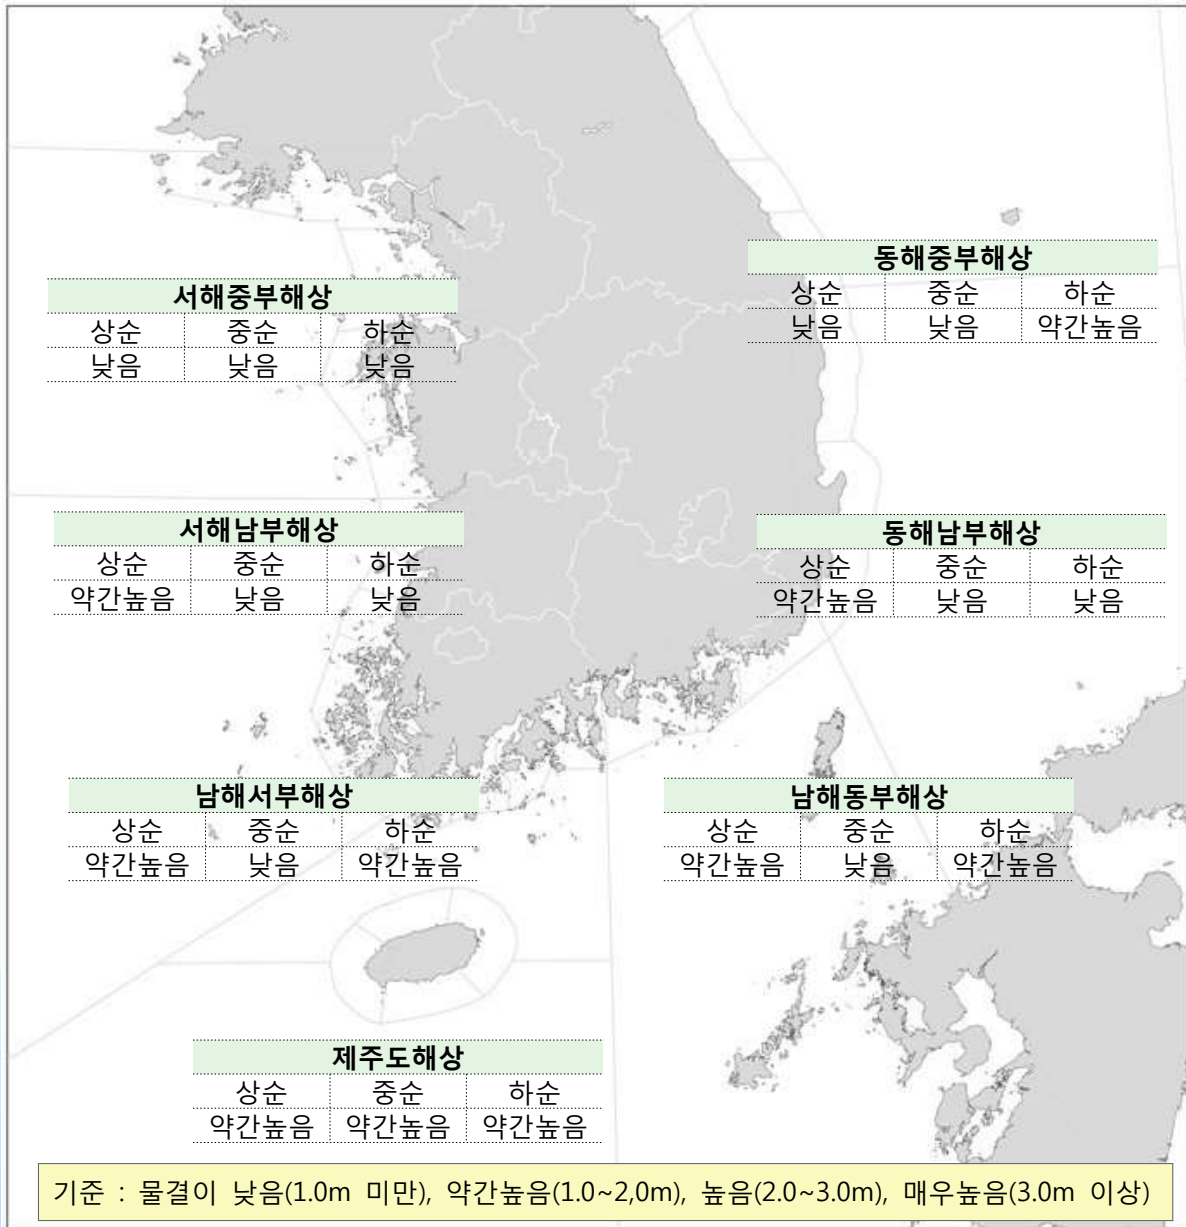 동해중부해상
상순 중순 하순
낮음 낮음 약간높음
서해중부해상
상순 중순 하순
낮음 낮음 낮음
서해남부해상
상순 중순 하순
약간높음 낮음 낮음
동해남부해상
상순 중순 하순
약간높음 낮음 낮음
남해서부해상
상순 중순 하순
약간높음 낮음 약간높음
남해동부해상
상순 중순 하순
약간높음 낮음 약간높음
제주도해상
상순 중순 하순
약간높음 약간높음 약간높음
기준 : 물결이 낮음(1.0m 미만), 약간높음(1.0~2,0m), 높음(2.0~3.0m), 매우높음(3.0m 이상)